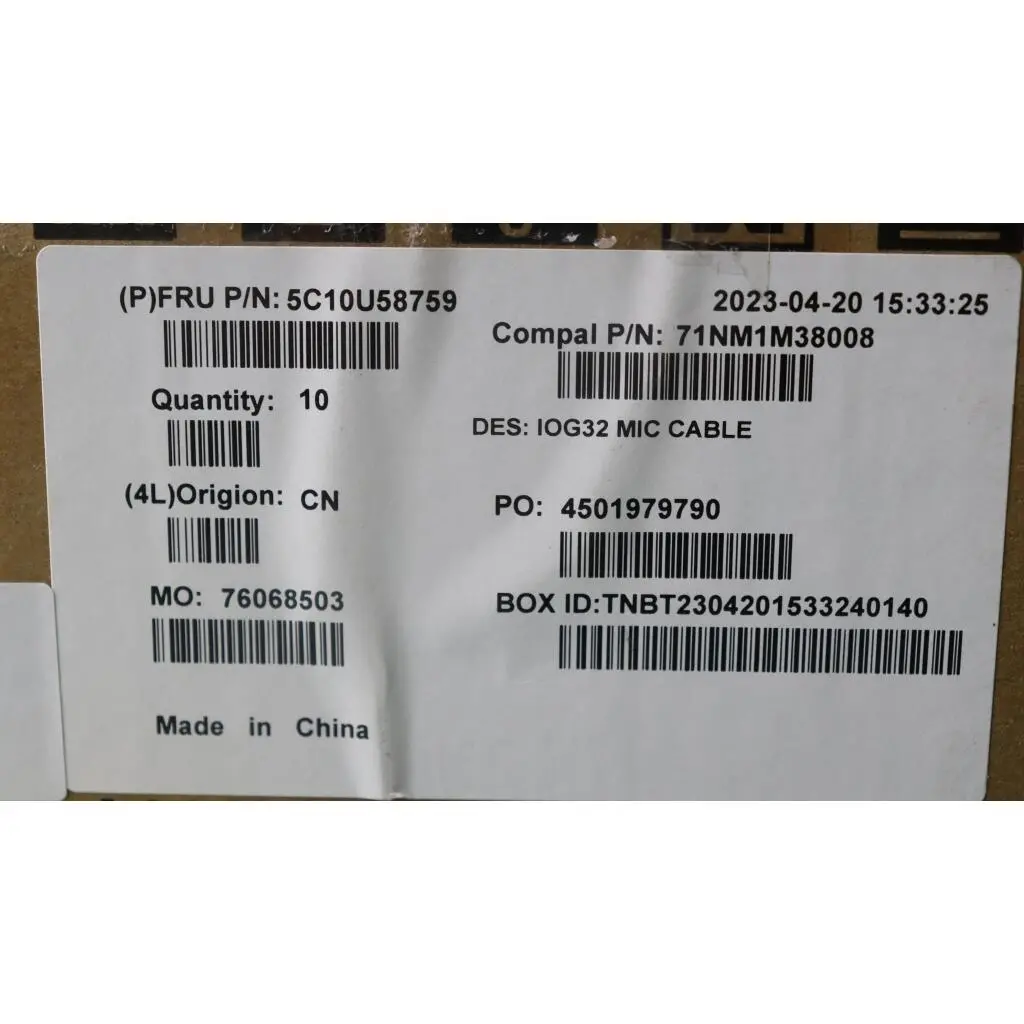 (P)FRU P/N: 5C10U58759
2023-04-20 15:33:25
Compal P/N: 71NM1M38008
Quantity: 10
DES: IOG32 MIC CABLE
(4L)Origion: CN
PO: 4501979790
MO: 76068503
BOX ID:TNBT2304201533240140
Made in China